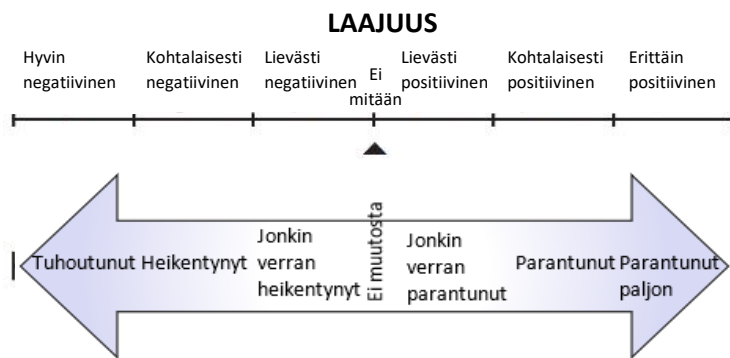 LAAJUUS
Hyvin
negatiivinen
Kohtalaisesti
negatiivinen
Lievästi
negatiivinen
Ei
mitään
Lievästi
positiivinen
Kohtalaisesti
positiivinen
Erittäin
positiivinen
Tuhoutunut
Heikentynyt
Jonkin
verran
heikentynyt
Ei muutosta
Jonkin
verran
parantunut
Parantunut
Parantunut
paljon